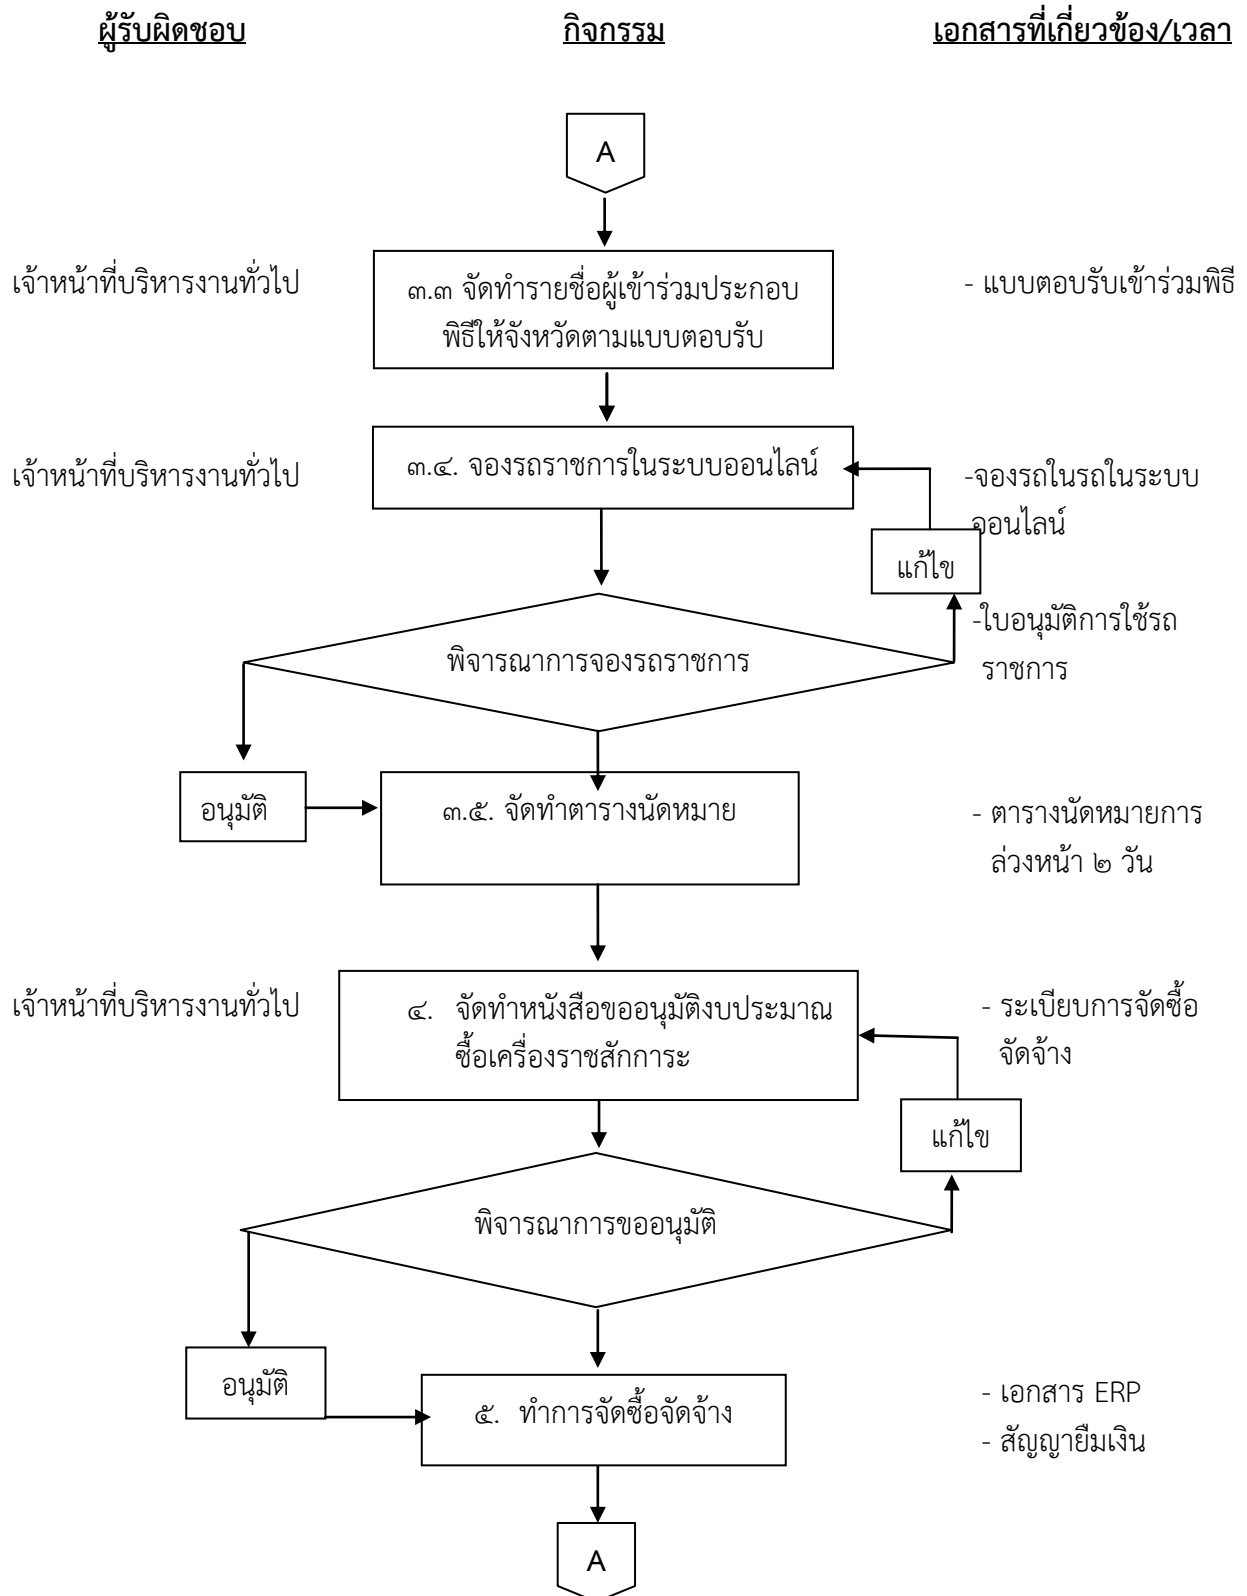 ผู้รับผิดชอบ กิจกรรม เอกสารที่เกี่ยวข้อง/เวลา
A
เจ้าหน้าที่บริหารงานทั่วไป
๓.๓ จัดทำรายชื่อผู้เข้าร่วมประกอบ
พิธีให้จังหวัดตามแบบตอบรับ
- แบบตอบรับเข้าร่วมพิธี
เจ้าหน้าที่บริหารงานทั่วไป
๓.๔. จองรถราชการในระบบออนไลน์
-จองรถในรถในระบบ
ออนไลน์
แก้ไข
พิจารณาการจองรถราชการ
-ใบอนุมัติการใช้รถ
ราชการ
อนุมัติ
๓.๕. จัดทำตารางนัดหมาย
- ตารางนัดหมายการ
ล่วงหน้า ๒ วัน
เจ้าหน้าที่บริหารงานทั่วไป
๔. จัดทำหนังสือขออนุมัติงบประมาณ
ซื้อเครื่องราชสักการะ
- ระเบียบการจัดซื้อ
จัดจ้าง
แก้ไข
พิจารณาการขออนุมัติ
อนุมัติ
๕. ทำการจัดซื้อจัดจ้าง
- เอกสาร ERP
- สัญญายืมเงิน
A